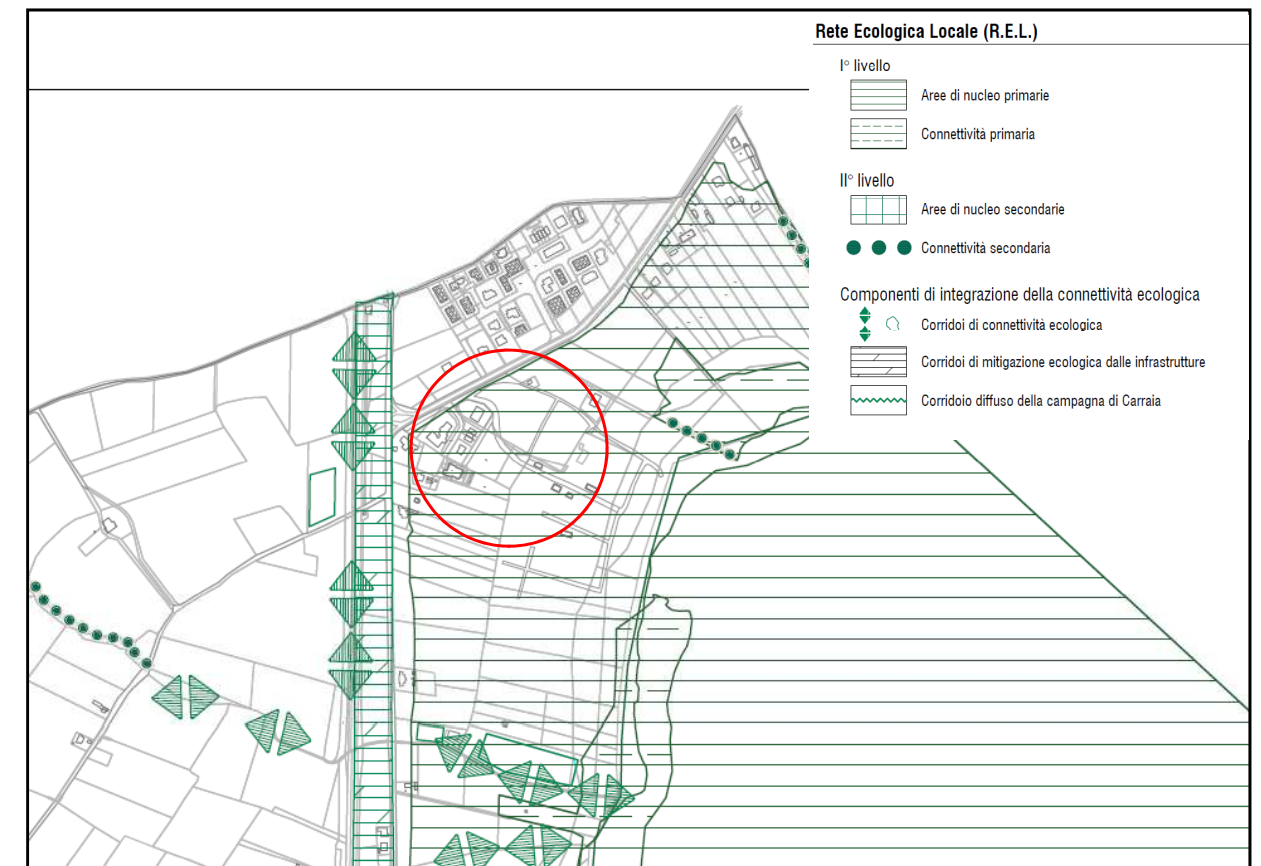 Rete Ecologica Locale (R.E.L.)
I° livello
Aree di nucleo primarie
Connettività primaria
II° livello
Aree di nucleo secondarie
Connettività secondaria
Componenti di integrazione della connettività ecologica
Corridoi di connettività ecologica
Corridoi di mitigazione ecologica dalle infrastrutture
Corridoio diffuso della campagna di Carraia